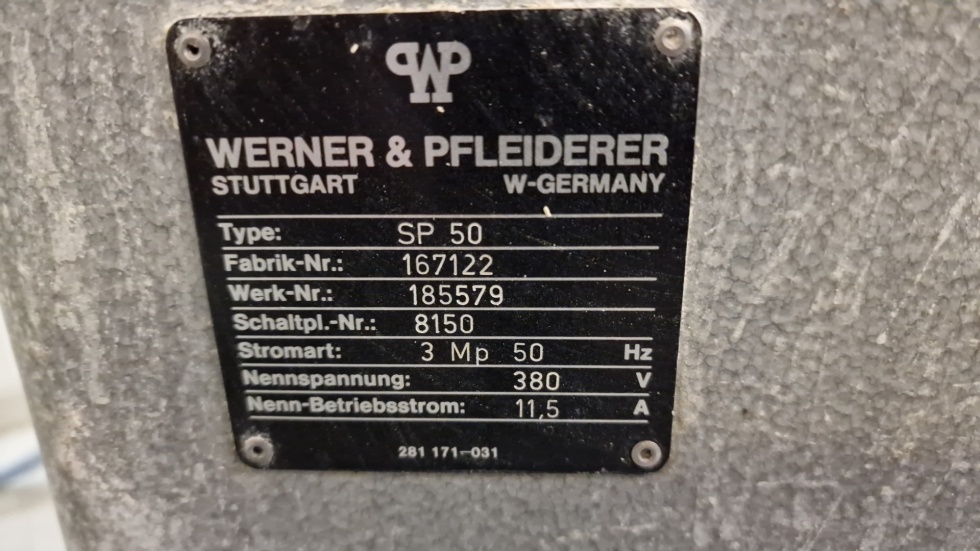 WP
WERNER & PFLEIDERER
STUTTGART W-GERMANY
Type: SP 50
Fabrik-Nr.: 167122
Werk-Nr.: 185579
Schaltpl.-Nr.: 8150
Stromart: 3 Mp 50 Hz
Nennspannung: 380 V
Nenn-Betriebsstrom: 11,5 A
281 171-031